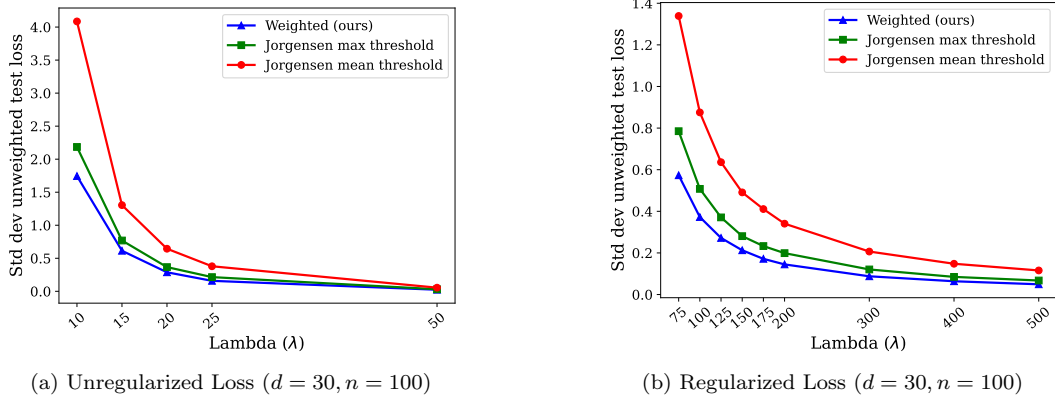 Weighted (ours)
Jorgensen max threshold
Jorgensen mean threshold
Std dev unweighted test loss
4.0
3.5
3.0
2.5
2.0
1.5
1.0
0.5
0.0
10
15
20
25
50
Lambda (λ)
(a) Unregularized Loss (d = 30, n = 100)
Weighted (ours)
Jorgensen max threshold
Jorgensen mean threshold
Std dev unweighted test loss
1.4
1.2
1.0
0.8
0.6
0.4
0.2
0.0
75
100
125
150
175
200
300
400
500
Lambda (λ)
(b) Regularized Loss (d = 30, n = 100)